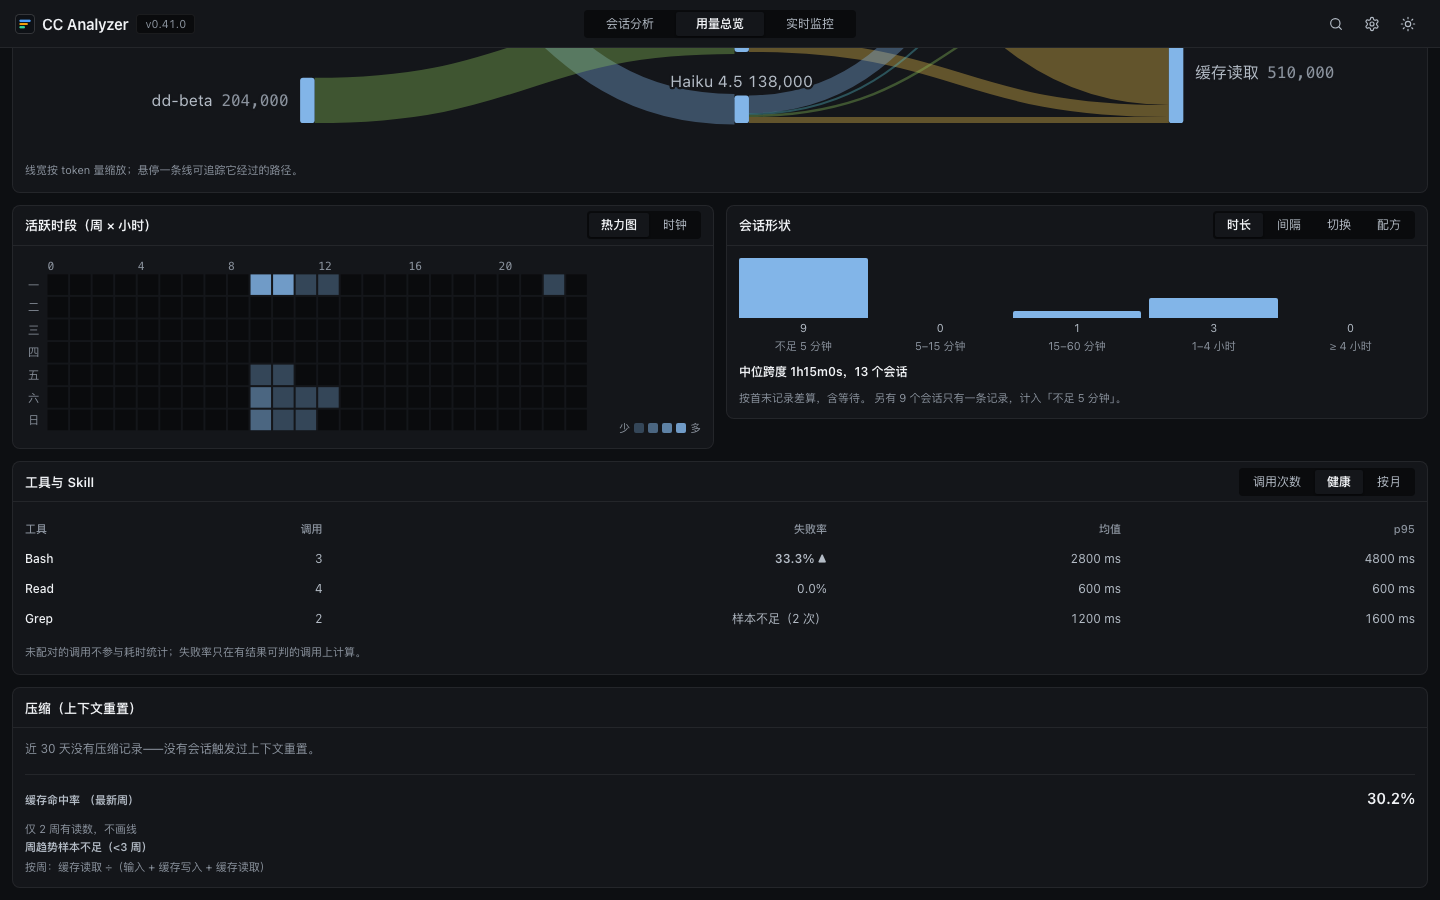 CC Analyzer v0.41.0 会话分析 用量总览 实时监控
dd-beta 204,000
Haiku 4.5 138,000
缓存读取 510,000
线宽按 token 量缩放；悬停一条线可追踪它经过的路径。
活跃时段（周 × 小时） 热力图 时钟
0 4 8 12 16 20
一
二
三
四
五
六
日
少 多
会话形状 时长 间隔 切换 配方
9 0 1 3 0
不足 5 分钟 5–15 分钟 15–60 分钟 1–4 小时 ≥ 4 小时
中位跨度 1h15m0s，13 个会话
按首末记录差算，含等待。 另有 9 个会话只有一条记录，计入「不足 5 分钟」。
工具与 Skill 调用次数 健康 按月
工具 调用 失败率 均值 p95
Bash 3 33.3% ▲ 2800 ms 4800 ms
Read 4 0.0% 600 ms 600 ms
Grep 2 样本不足（2 次） 1200 ms 1600 ms
未配对的调用不参与耗时统计；失败率只在有结果可判的调用上计算。
压缩（上下文重置）
近 30 天没有压缩记录——没有会话触发过上下文重置。
缓存命中率 （最新周） 30.2%
仅 2 周有读数，不画线
周趋势样本不足（<3 周）
按周：缓存读取 ÷（输入 + 缓存写入 + 缓存读取）